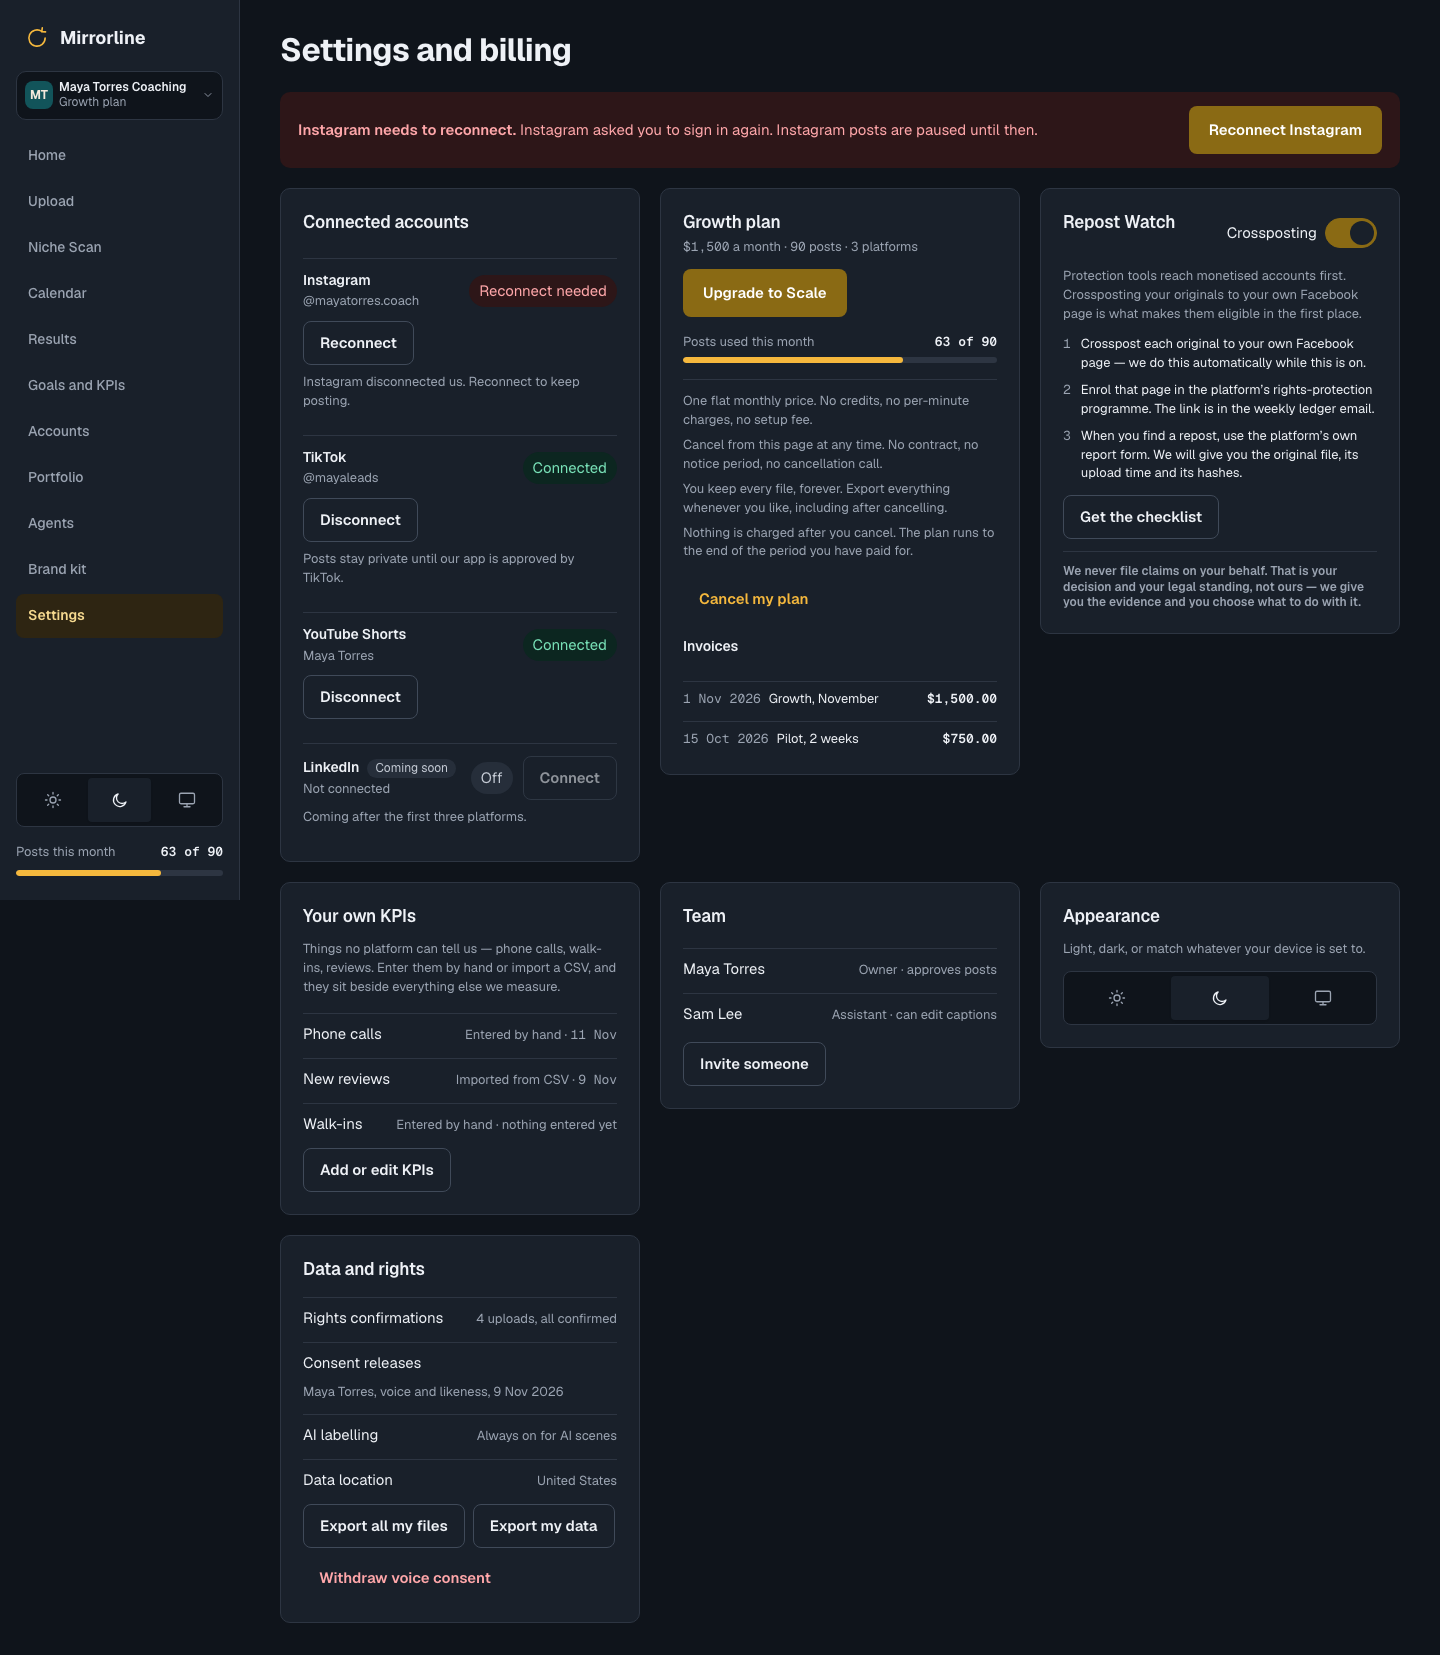 Mirrorline
MT
Maya Torres Coaching
Growth plan
Home
Upload
Niche Scan
Calendar
Results
Goals and KPIs
Accounts
Portfolio
Agents
Brand kit
Settings
Posts this month 63 of 90
Settings and billing
Instagram needs to reconnect. Instagram asked you to sign in again. Instagram posts are paused until then.
Reconnect Instagram
Connected accounts
Instagram
@mayatorres.coach
Reconnect needed
Reconnect
Instagram disconnected us. Reconnect to keep
posting.
TikTok
@mayaleads
Connected
Disconnect
Posts stay private until our app is approved by
TikTok.
YouTube Shorts
Maya Torres
Connected
Disconnect
LinkedIn Coming soon
Not connected
Off
Connect
Coming after the first three platforms.
Growth plan
$1,500 a month · 90 posts · 3 platforms
Upgrade to Scale
Posts used this month 63 of 90
One flat monthly price. No credits, no per-minute
charges, no setup fee.
Cancel from this page at any time. No contract, no
notice period, no cancellation call.
You keep every file, forever. Export everything
whenever you like, including after cancelling.
Nothing is charged after you cancel. The plan runs to
the end of the period you have paid for.
Cancel my plan
Invoices
1 Nov 2026 Growth, November $1,500.00
15 Oct 2026 Pilot, 2 weeks $750.00
Repost Watch
Crossposting
Protection tools reach monetised accounts first.
Crossposting your originals to your own Facebook
page is what makes them eligible in the first place.
1 Crosspost each original to your own Facebook
page — we do this automatically while this is on.
2 Enrol that page in the platform’s rights-protection
programme. The link is in the weekly ledger email.
3 When you find a repost, use the platform’s own
report form. We will give you the original file, its
upload time and its hashes.
Get the checklist
We never file claims on your behalf. That is your
decision and your legal standing, not ours — we give
you the evidence and you choose what to do with it.
Your own KPIs
Things no platform can tell us — phone calls, walk-
ins, reviews. Enter them by hand or import a CSV, and
they sit beside everything else we measure.
Phone calls Entered by hand · 11 Nov
New reviews Imported from CSV · 9 Nov
Walk-ins Entered by hand · nothing entered yet
Add or edit KPIs
Team
Maya Torres Owner · approves posts
Sam Lee Assistant · can edit captions
Invite someone
Appearance
Light, dark, or match whatever your device is set to.
Data and rights
Rights confirmations 4 uploads, all confirmed
Consent releases
Maya Torres, voice and likeness, 9 Nov 2026
AI labelling Always on for AI scenes
Data location United States
Export all my files
Export my data
Withdraw voice consent